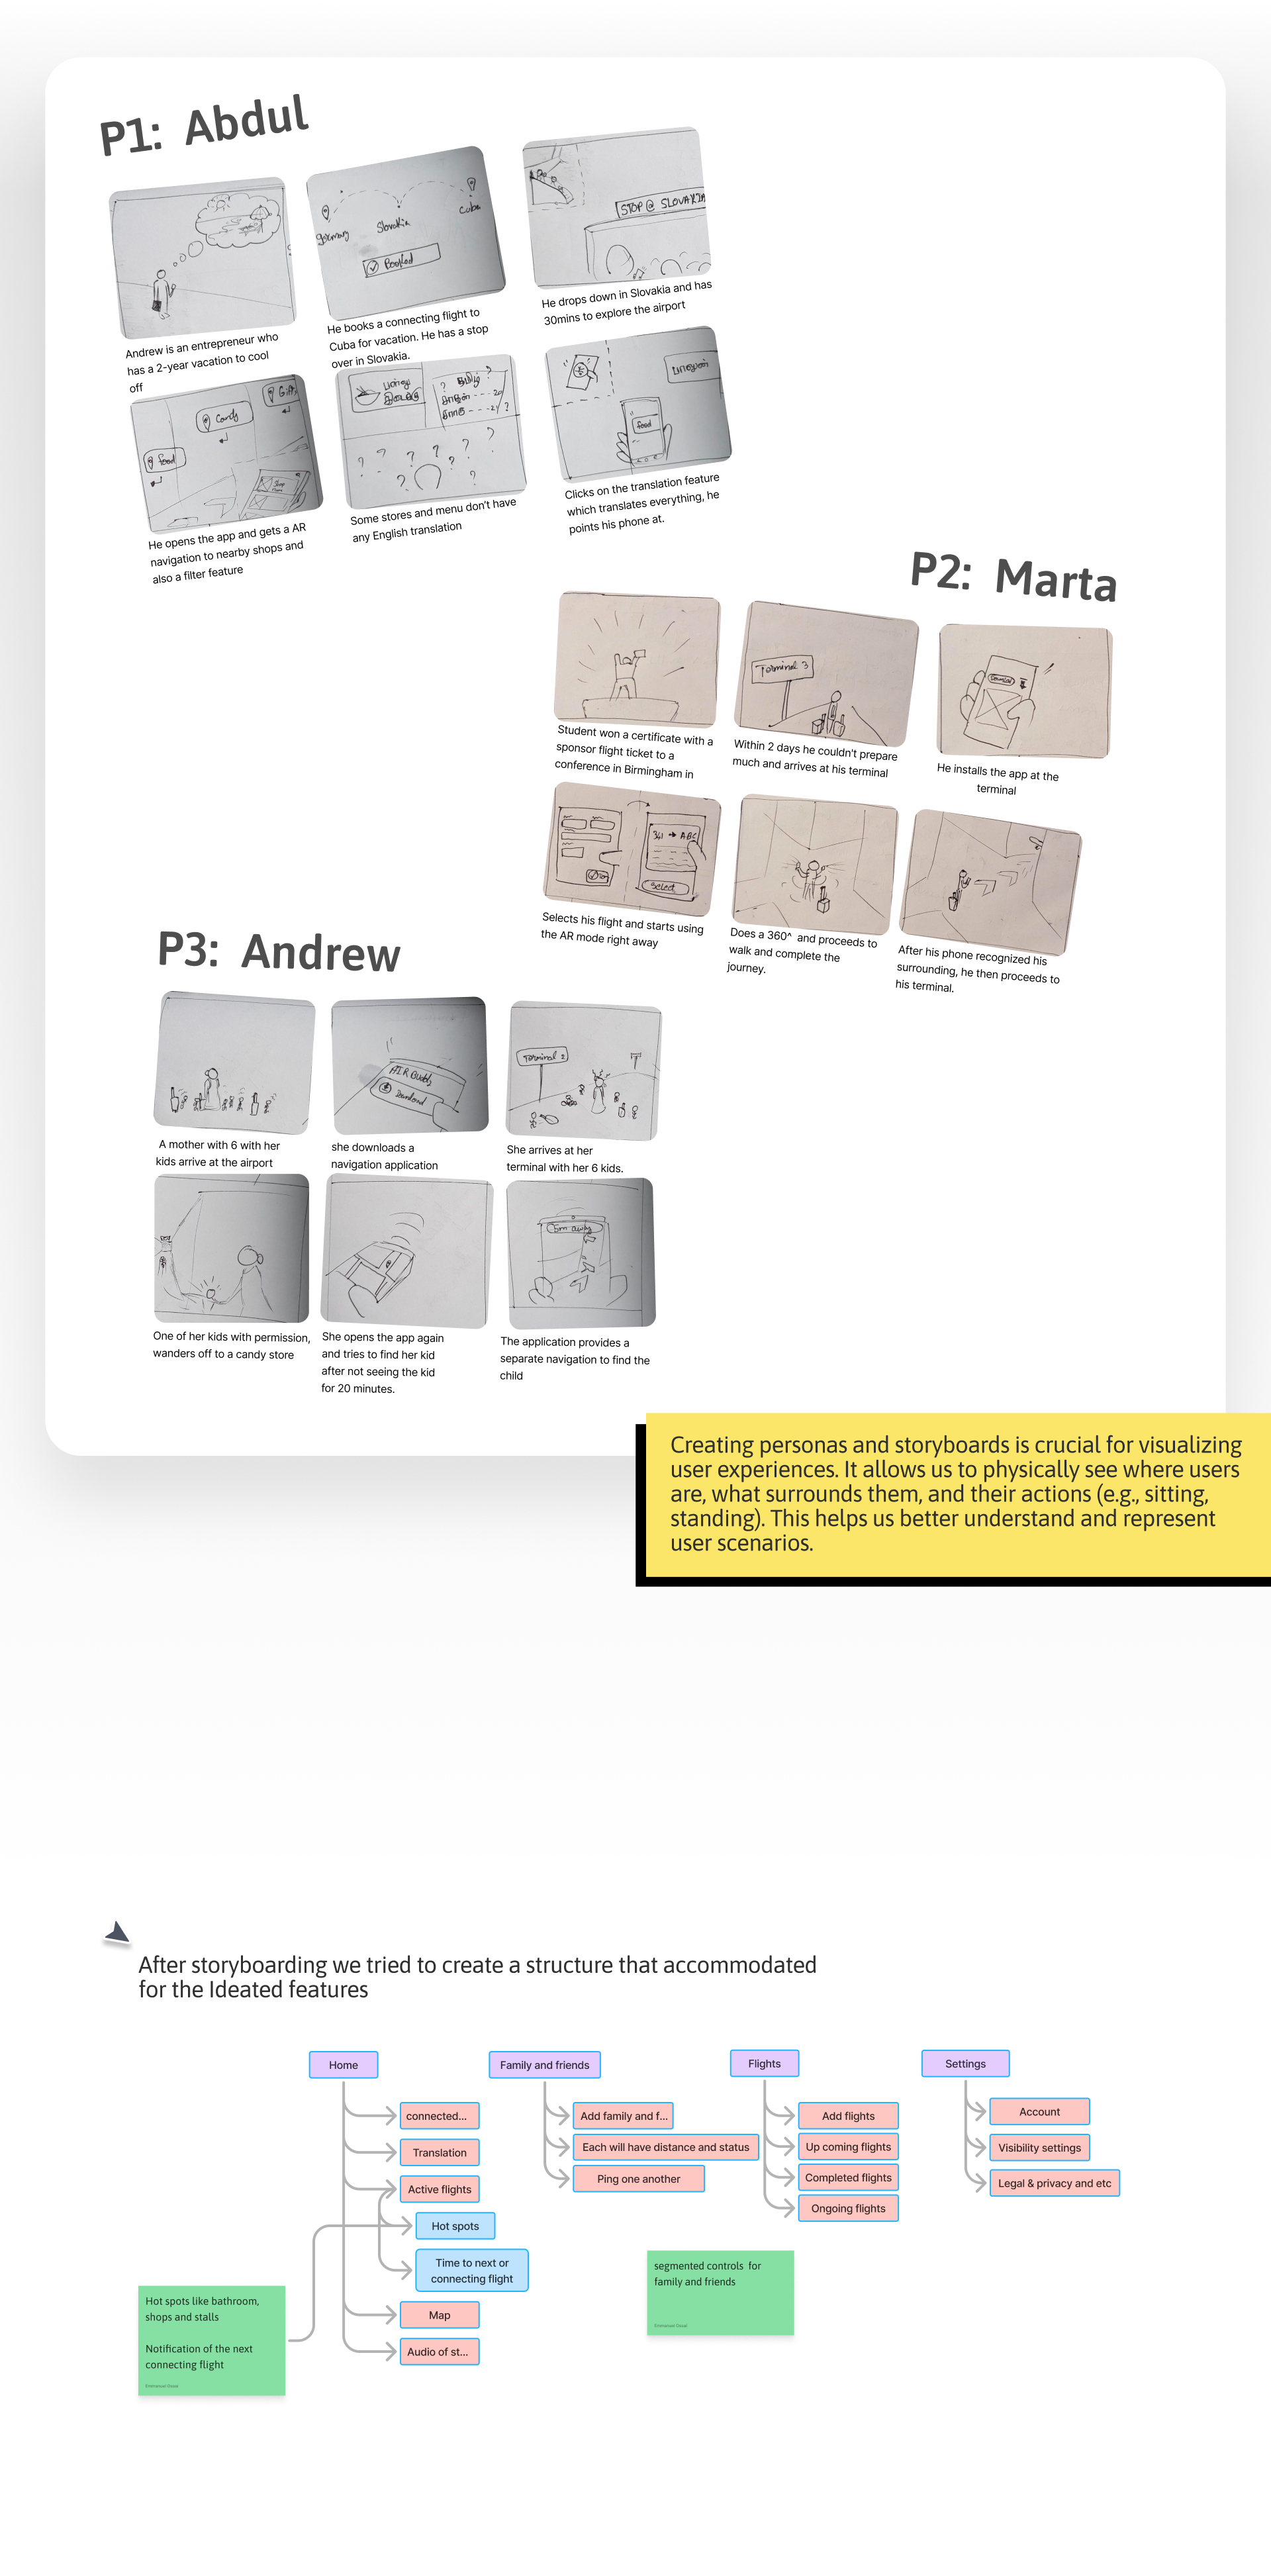 P1: Abdul
Germany
Slovakia
Cuba
Booked
STOP @ SLOVAKIA
Andrew is an entrepreneur who
has a 2-year vacation to cool
off
He books a connecting flight to
Cuba for vacation. He has a stop
over in Slovakia.
He drops down in Slovakia and has
30mins to explore the airport
Food
Candy
food
He opens the app and gets a AR
navigation to nearby shops and
also a filter feature
Some stores and menu don't have
any English translation
Clicks on the translation feature
which translates everything, he
points his phone at.
P2: Marta
Terminal 3
Student won a certificate with a
sponsor flight ticket to a
conference in Birmingham in
Within 2 days he couldn't prepare
much and arrives at his terminal
He installs the app at the
terminal
341 → ABC
Select
Selects his flight and starts using
the AR mode right away
Does a 360^ and proceeds to
walk and complete the
journey.
After his phone recognized his
surrounding, he then proceeds to
his terminal.
P3: Andrew
AIR Buddy
Terminal 2
A mother with 6 with her
kids arrive at the airport
she downloads a
navigation application
She arrives at her
terminal with her 6 kids.
5m away
One of her kids with permission,
wanders off to a candy store
She opens the app again
and tries to find her kid
after not seeing the kid
for 20 minutes.
The application provides a
separate navigation to find the
child
Creating personas and storyboards is crucial for visualizing
user experiences. It allows us to physically see where users
are, what surrounds them, and their actions (e.g., sitting,
standing). This helps us better understand and represent
user scenarios.
After storyboarding we tried to create a structure that accommodated
for the Ideated features
Home
connected...
Translation
Active flights
Hot spots
Time to next or
connecting flight
Map
Audio of st...
Hot spots like bathroom,
shops and stalls
Notification of the next
connecting flight
Family and friends
Add family and f...
Each will have distance and status
Ping one another
Flights
Add flights
Up coming flights
Completed flights
Ongoing flights
segmented controls for
family and friends
Settings
Account
Visibility settings
Legal & privacy and etc